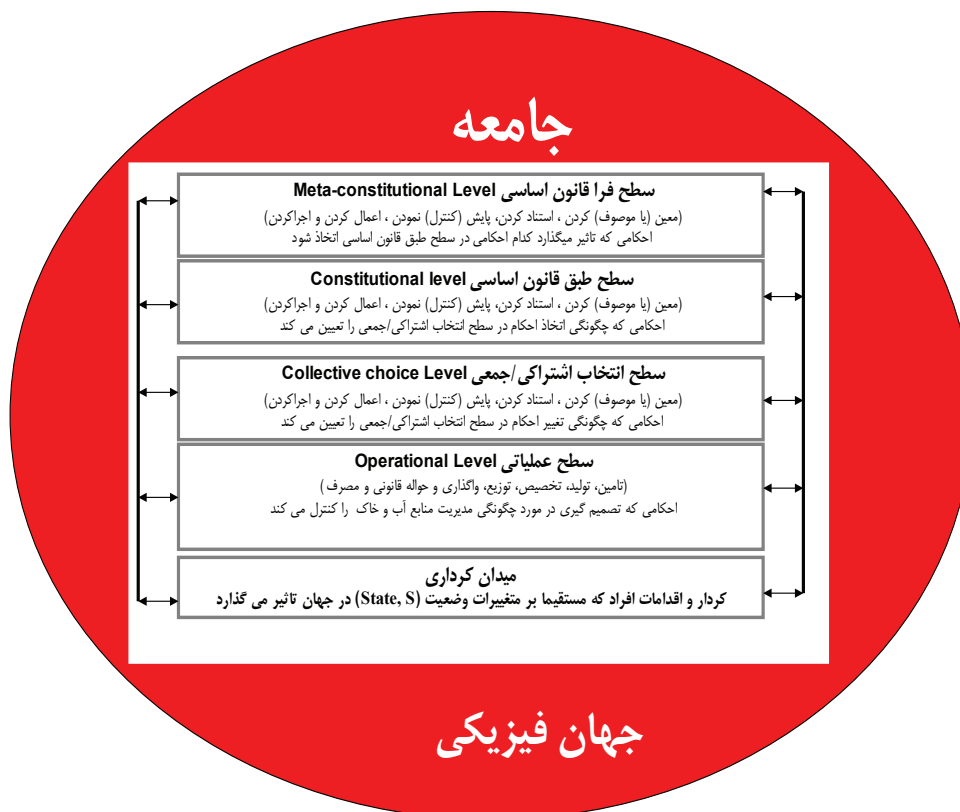 جامعه
سطح فرا قانون اساسی Meta-constitutional Level
(معین (یا موصوف) کردن ، استناد کردن، پایش (کنترل) نمودن ، اعمال کردن و اجراکردن)
احکامی که تاثیر میگذارد کدام احکامی در سطح طبق قانون اساسی اتخاذ شود
سطح طبق قانون اساسی Constitutional level
(معین (یا موصوف) کردن ، استناد کردن، پایش (کنترل) نمودن ، اعمال کردن و اجراکردن)
احکامی که چگونگی اتخاذ احکام در سطح انتخاب اشتراکی/جمعی را تعیین می کند
سطح انتخاب اشتراکی/جمعی Collective choice Level
(معین (یا موصوف) کردن ، استناد کردن، پایش (کنترل) نمودن ، اعمال کردن و اجراکردن)
احکامی که چگونگی تغییر احکام در سطح انتخاب اشتراکی/جمعی را تعیین می کند
سطح عملیاتی Operational Level
(تامین، تولید، تخصیص، توزیع، واگذاری و حواله قانونی و مصرف )
احکامی که تصمیم گیری در مورد چگونگی مدیریت منابع آب و خاک را کنترل می کند
میدان کرداری
کردار و اقدامات افراد که مستقیما بر متغییرات وضعیت (State, S) در جهان تاثیر می گذارد
جهان فیزیکی